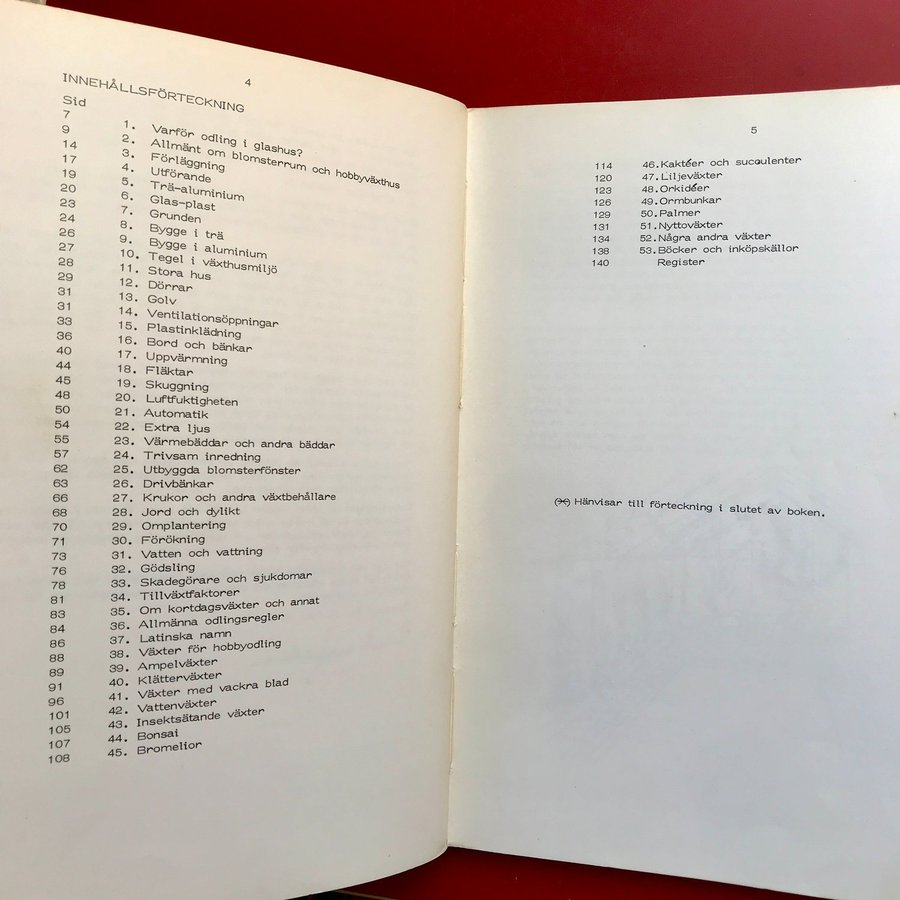 4
INNEHÅLLSFÖRTECKNING
Sid
7 1. Varför odling i glashus?
9 2. Allmänt om blomsterrum och hobbyväxthus
14 3. Förläggning
17 4. Utförande
19 5. Trä-aluminium
20 6. Glas-plast
23 7. Grunden
24 8. Bygge i trä
26 9. Bygge i aluminium
27 10. Tegel i växthusmiljö
28 11. Stora hus
29 12. Dörrar
31 13. Golv
31 14. Ventilationsöppningar
33 15. Plastinklädning
36 16. Bord och bänkar
40 17. Uppvärmning
44 18. Fläktar
45 19. Skuggning
48 20. Luftfuktigheten
50 21. Automatik
54 22. Extra ljus
55 23. Värmebäddar och andra bäddar
57 24. Trivsam inredning
62 25. Utbyggda blomsterfönster
63 26. Drivbänkar
66 27. Krukor och andra växtbehållare
68 28. Jord och dylikt
70 29. Omplantering
71 30. Förökning
73 31. Vatten och vattning
76 32. Gödsling
78 33. Skadegörare och sjukdomar
81 34. Tillväxtfaktorer
83 35. Om kortdagsväxter och annat
84 36. Allmänna odlingsregler
86 37. Latinska namn
88 38. Växter för hobbyodling
89 39. Ampelväxter
91 40. Klätterväxter
96 41. Växter med vackra blad
101 42. Vattenväxter
105 43. Insektsätande växter
107 44. Bonsai
108 45. Bromelior
5
114 46. Kaktéer och succulenter
120 47. Liljeväxter
123 48. Orkidéer
126 49. Ormbunkar
129 50. Palmer
131 51. Nyttoväxter
134 52. Några andra växter
138 53. Böcker och inköpskällor
140 Register
(*) Hänvisar till förteckning i slutet av boken.